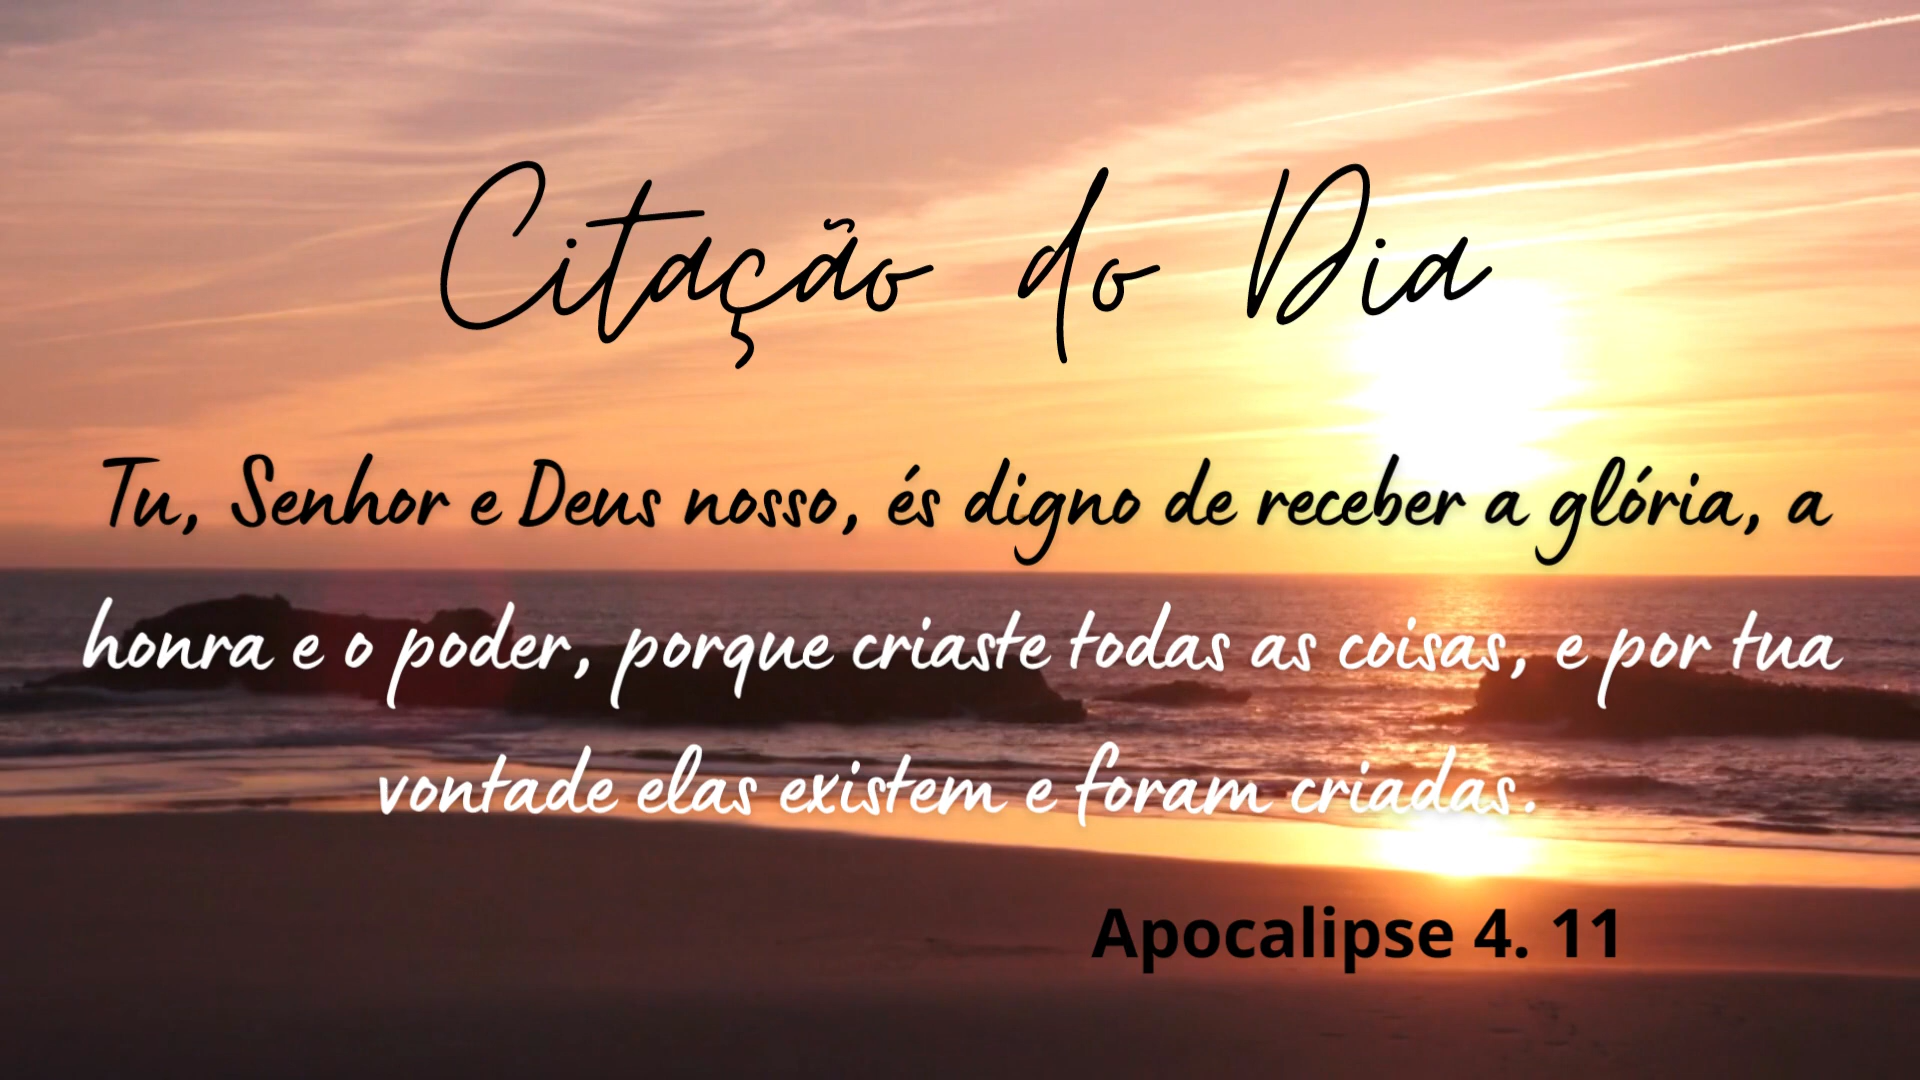 Citação do Dia
Tu, Senhor e Deus nosso, és digno de receber a glória, a
honra e o poder, porque criaste todas as coisas, e por tua
vontade elas existem e foram criadas.
Apocalipse 4. 11